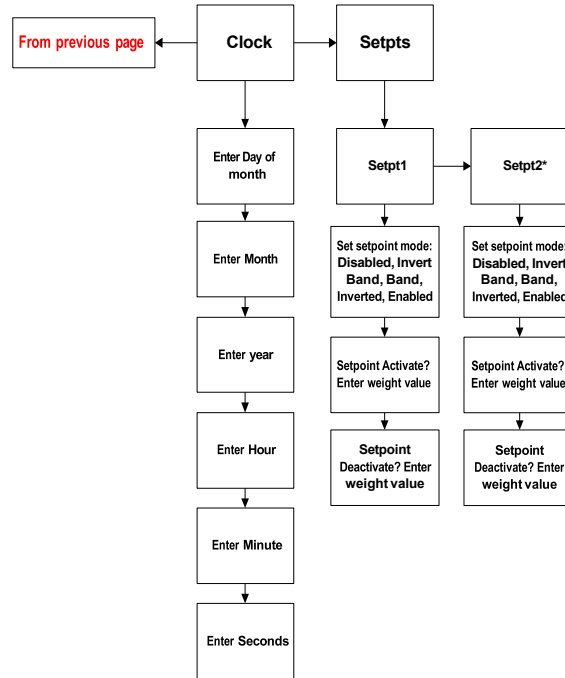 From previous page
Clock
Setpts
Enter Day of
month
Setpt1
Setpt2*
Enter Month
Set setpoint mode:
Disabled, Invert
Band, Band,
Inverted, Enabled
Set setpoint mode:
Disabled, Invert
Band, Band,
Inverted, Enabled
Enter year
Setpoint Activate?
Enter weight value
Setpoint Activate?
Enter weight value
Enter Hour
Setpoint
Deactivate? Enter
weight value
Setpoint
Deactivate? Enter
weight value
Enter Minute
Enter Seconds